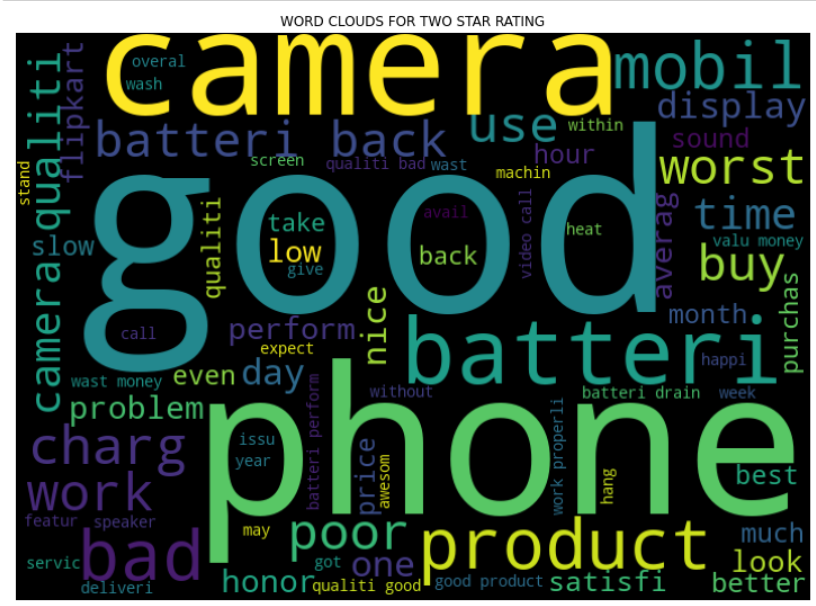 WORD CLOUDS FOR TWO STAR RATING
camera
mobil
overal
wash
flipkart
display
batteri back
use
within
sound
camera qualiti
screen
qualiti bad
wast
hour
worst
machin
stand
good
qualiti
take
avail
video call
heat
averag
time
slow
low
back
valu money
give
buy
purchas
nice
month
call
perform
batteri
expect
happi
wast money
even
day
without
batteri drain
week
problem
phone
batteri perform
work properli
charg
issu
price
year
awesom
hang
best
work
featur
speaker
may
poor
product
much
bad
servic
got
one
look
deliveri
honor
qualiti good
good product
satisfi
better